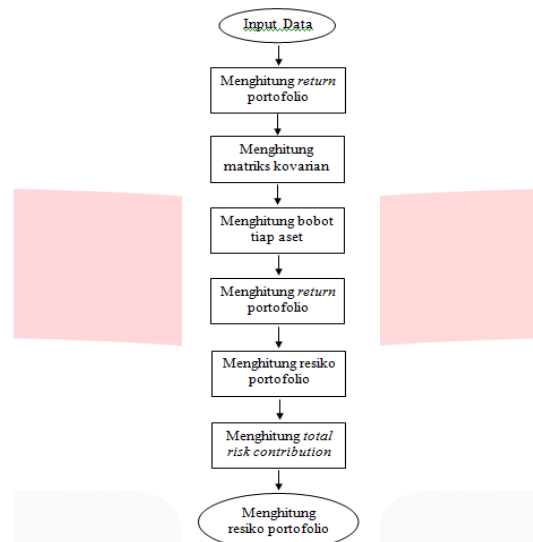 Input Data
Menghitung return
portofolio
Menghitung
matriks kovarian
Menghitung bobot
tiap aset
Menghitung return
portofolio
Menghitung resiko
portofolio
Menghitung total
risk contribution
Menghitung
resiko portofolio